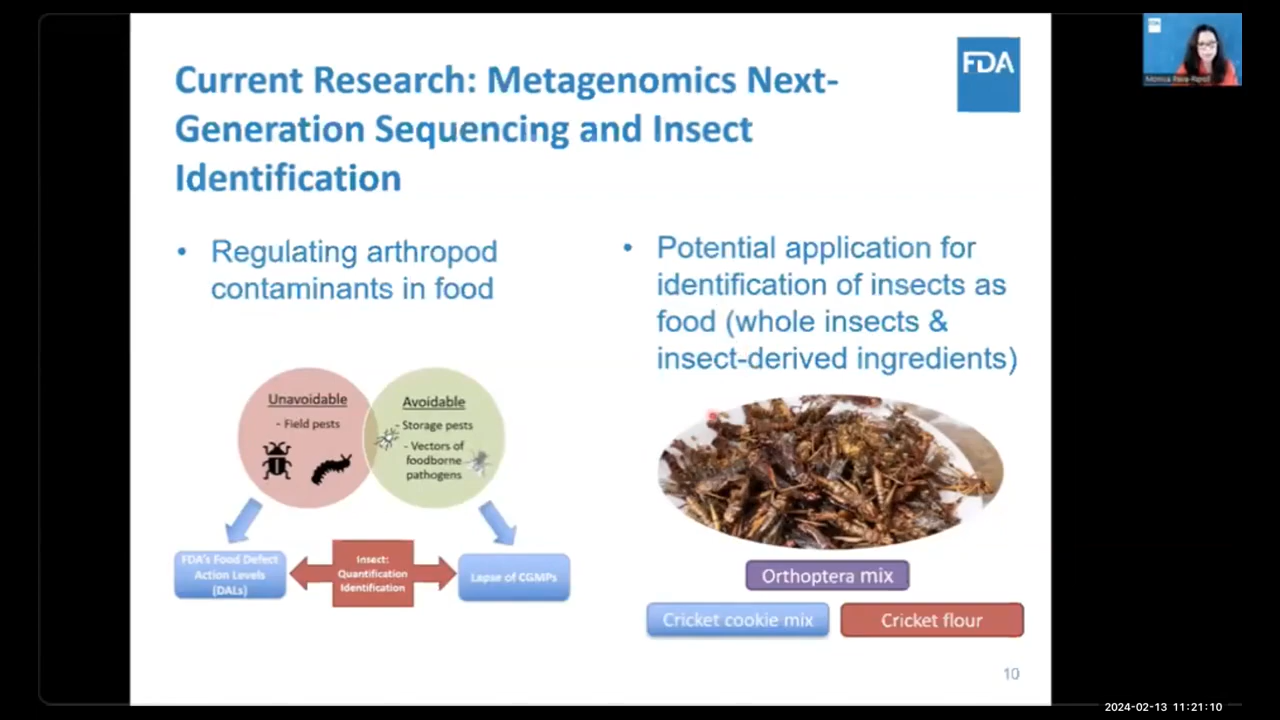 Current Research: Metagenomics Next-
Generation Sequencing and Insect
Identification
FDA
• Regulating arthropod
contaminants in food
Unavoidable
- Field pests
Avoidable
- Storage pests
- Vectors of
foodborne
pathogens
FDA's Food Defect
Action Levels
(DALs)
Insect:
Quantification
Identification
Lapse of CGMPs
• Potential application for
identification of insects as
food (whole insects &
insect-derived ingredients)
Orthoptera mix
Cricket cookie mix
Cricket flour
10
FDA
2024-02-13 11:21:10